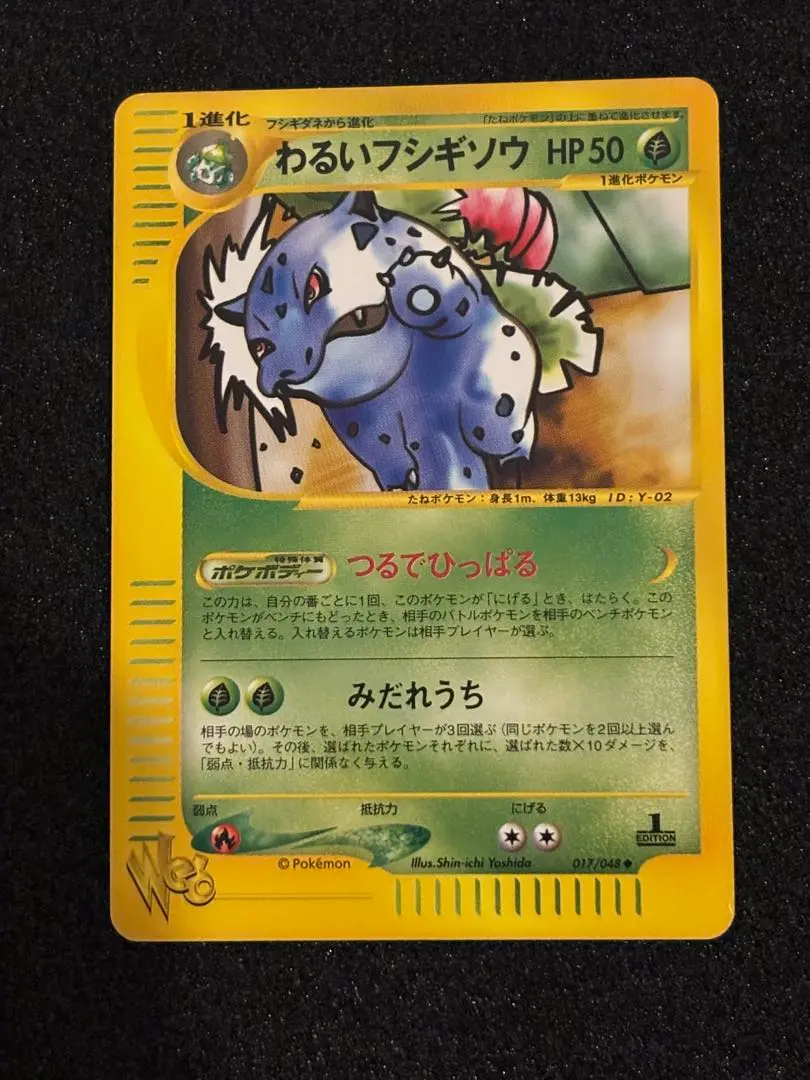 1進化
フシギダネから進化
「たねポケモン」の上に重ねて進化させます。
わるいフシギソウ HP50
1進化ポケモン
たねポケモン：身長1m、体重13kg ID:Y-02
特殊体質
ポケボディー つるでひっぱる
この力は、自分の番ごとに1回、このポケモンが「にげる」とき、はたらく。この
ポケモンがベンチにもどったとき、相手のバトルポケモンを相手のベンチポケモン
と入れ替える。入れ替えるポケモンは相手プレイヤーが選ぶ。
みだれうち
相手の場のポケモンを、相手プレイヤーが3回選ぶ（同じポケモンを2回以上選ん
でもよい）。その後、選ばれたポケモンそれぞれに、選ばれた数×10ダメージを、
「弱点・抵抗力」に関係なく与える。
弱点 抵抗力 にげる
1
EDITION
Web
© Pokémon Illus.Shin-ichi Yoshida 017/048◆